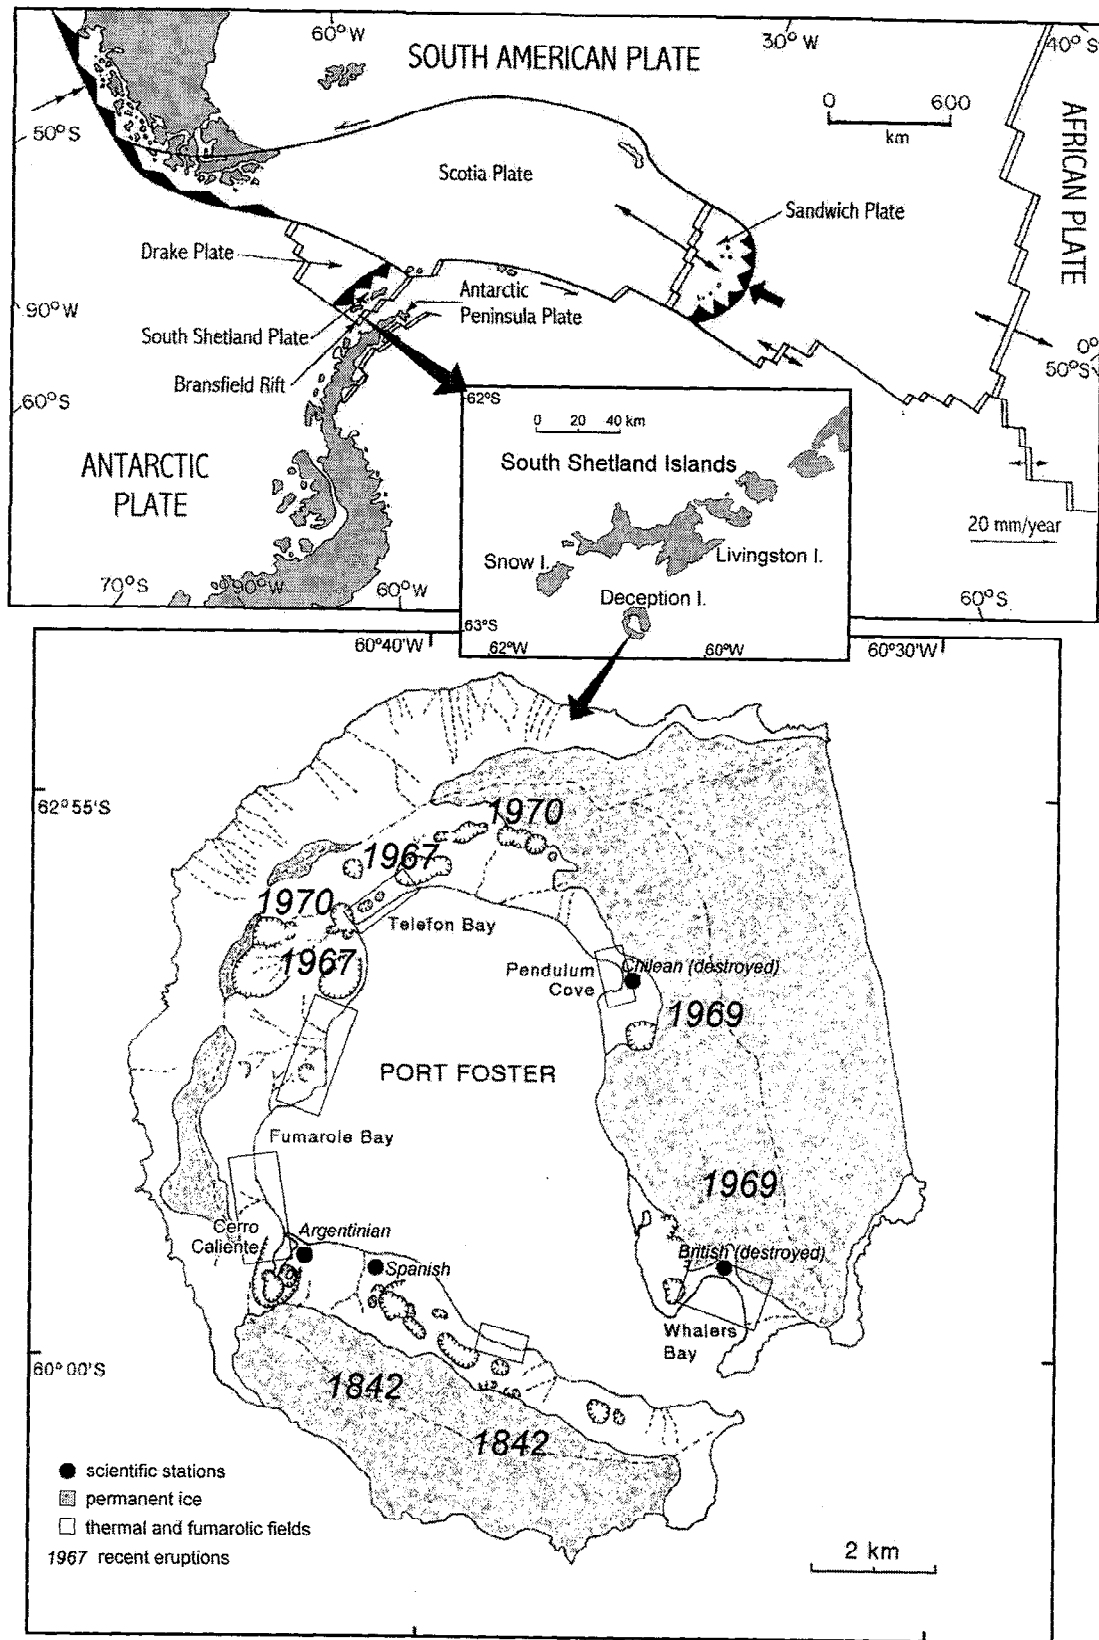 60°W
30°W
40°S
SOUTH AMERICAN PLATE
0 600
km
AFRICAN PLATE
50°S
Scotia Plate
Sandwich Plate
Drake Plate
Antarctic
Peninsula Plate
90°W
South Shetland Plate
Bransfield Rift
0°
50°S
60°S
62°S
0 20 40 km
South Shetland Islands
ANTARCTIC
PLATE
20 mm/year
Snow I.
Livingston I.
Deception I.
70°S
90°W
60°W
60°S
63°S
62°W
60°W
60°40'W
60°30'W
62°55'S
1970
1967
1970
Telefon Bay
1967
Pendulum
Cove
Chilean (destroyed)
1969
PORT FOSTER
Fumarole Bay
1969
Cerro
Caliente
Argentinian
Spanish
British (destroyed)
Whalers
Bay
60°00'S
1842
1842
scientific stations
permanent ice
thermal and fumarolic fields
1967 recent eruptions
2 km